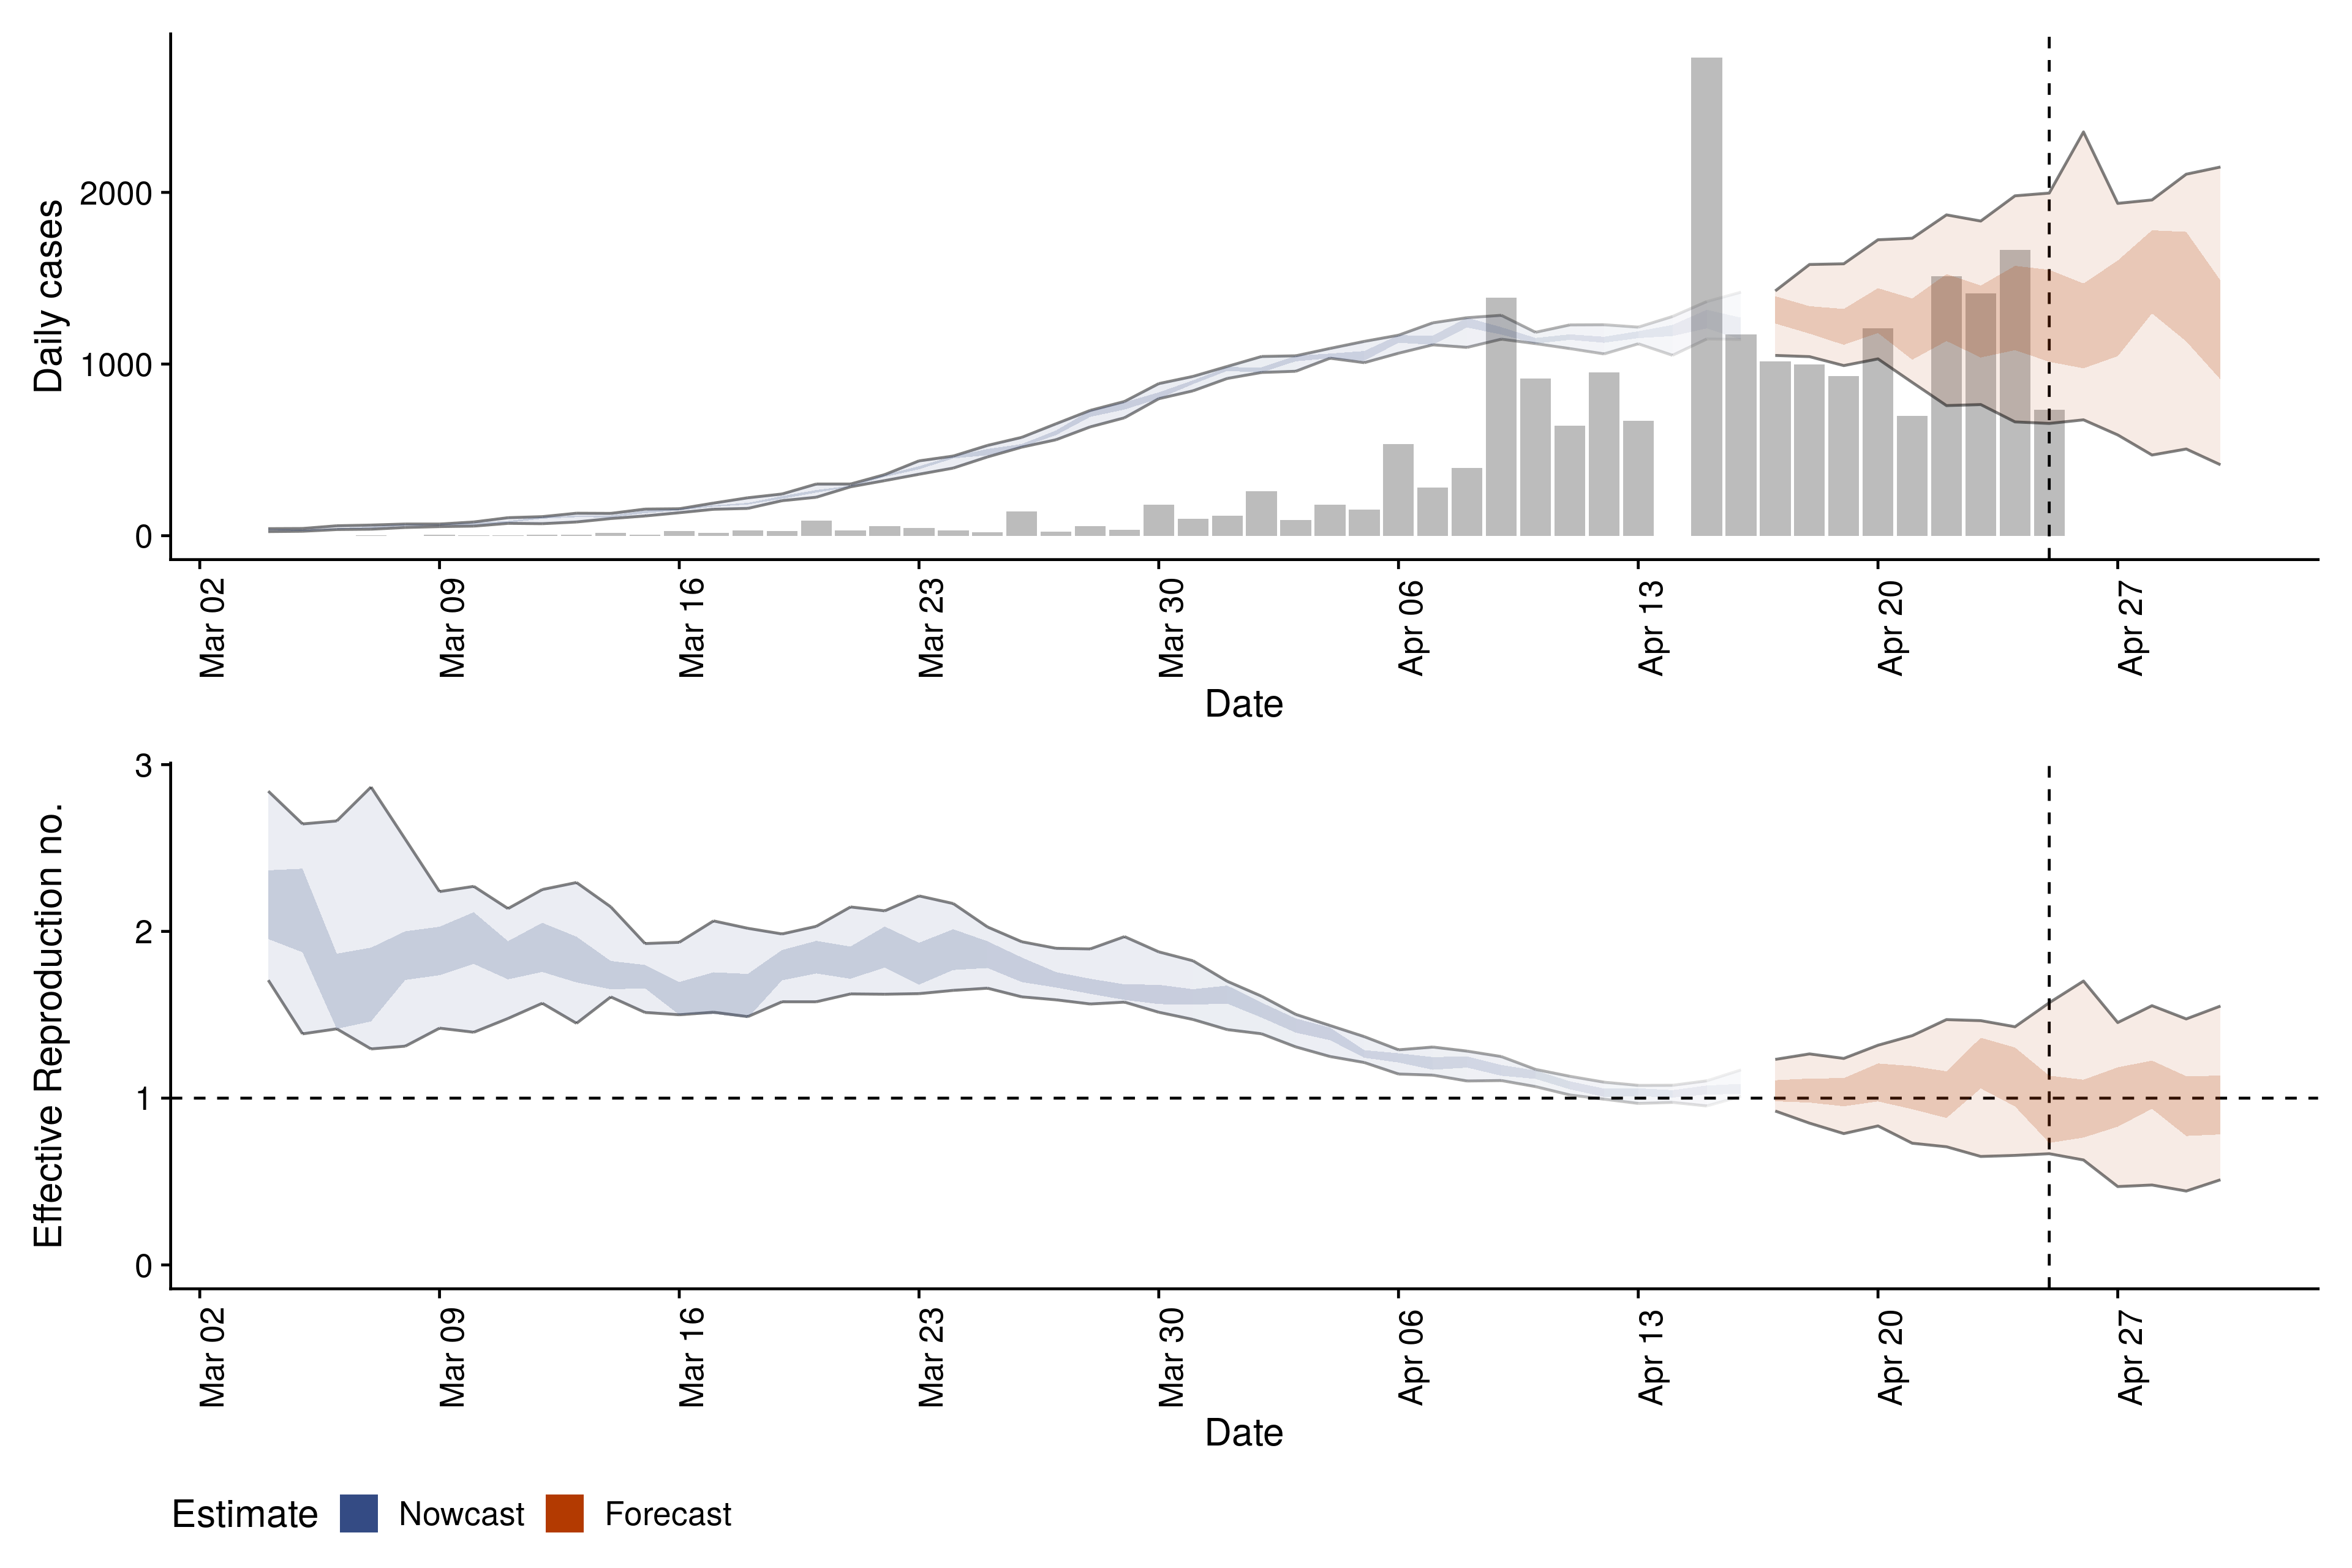 Daily cases
2000
1000
0
Mar 02 Mar 09 Mar 16 Mar 23 Mar 30 Apr 06 Apr 13 Apr 20 Apr 27
Date
Effective Reproduction no.
3
2
1
0
Mar 02 Mar 09 Mar 16 Mar 23 Mar 30 Apr 06 Apr 13 Apr 20 Apr 27
Date
Estimate Nowcast Forecast